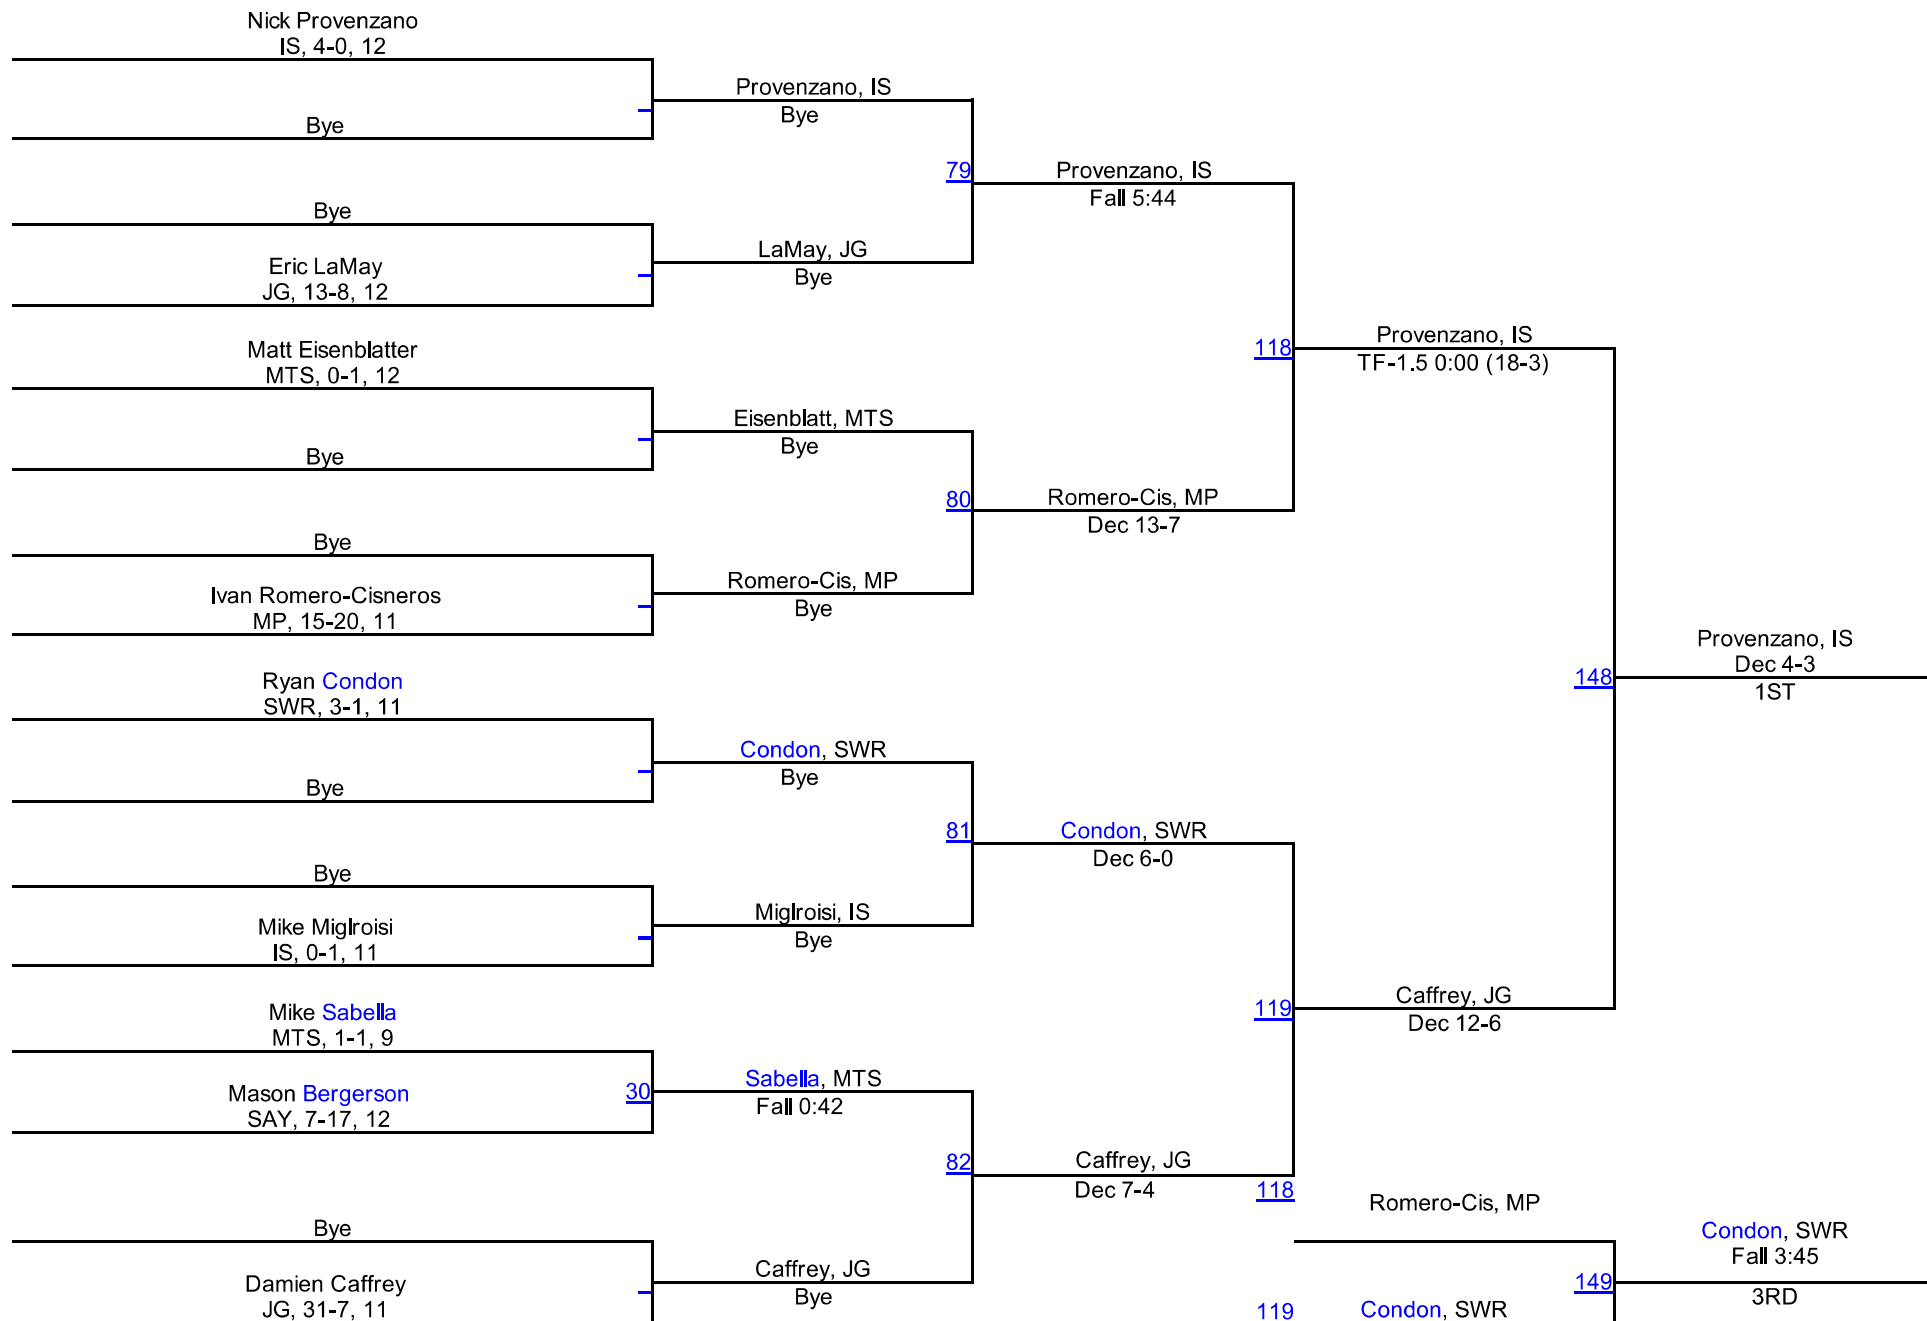 Nick Provenzano
IS, 4-0, 12
Bye
Bye
Eric LaMay
JG, 13-8, 12
Matt Eisenblatter
MTS, 0-1, 12
Bye
Bye
Ivan Romero-Cisneros
MP, 15-20, 11
Ryan Condon
SWR, 3-1, 11
Bye
Bye
Mike Miglroisi
IS, 0-1, 11
Mike Sabella
MTS, 1-1, 9
Mason Bergerson
SAY, 7-17, 12
30
Bye
Damien Caffrey
JG, 31-7, 11
Provenzano, IS
Bye
79
LaMay, JG
Bye
Eisenblatt, MTS
Bye
80
Romero-Cis, MP
Bye
Condon, SWR
Bye
81
Miglroisi, IS
Bye
Sabella, MTS
Fall 0:42
82
Caffrey, JG
Bye
Provenzano, IS
Fall 5:44
118
Romero-Cis, MP
Dec 13-7
Condon, SWR
Dec 6-0
119
Caffrey, JG
Dec 7-4
Provenzano, IS
TF-1.5 0:00 (18-3)
148
Caffrey, JG
Dec 12-6
Provenzano, IS
Dec 4-3
1ST
118
Romero-Cis, MP
149
119
Condon, SWR
Condon, SWR
Fall 3:45
3RD